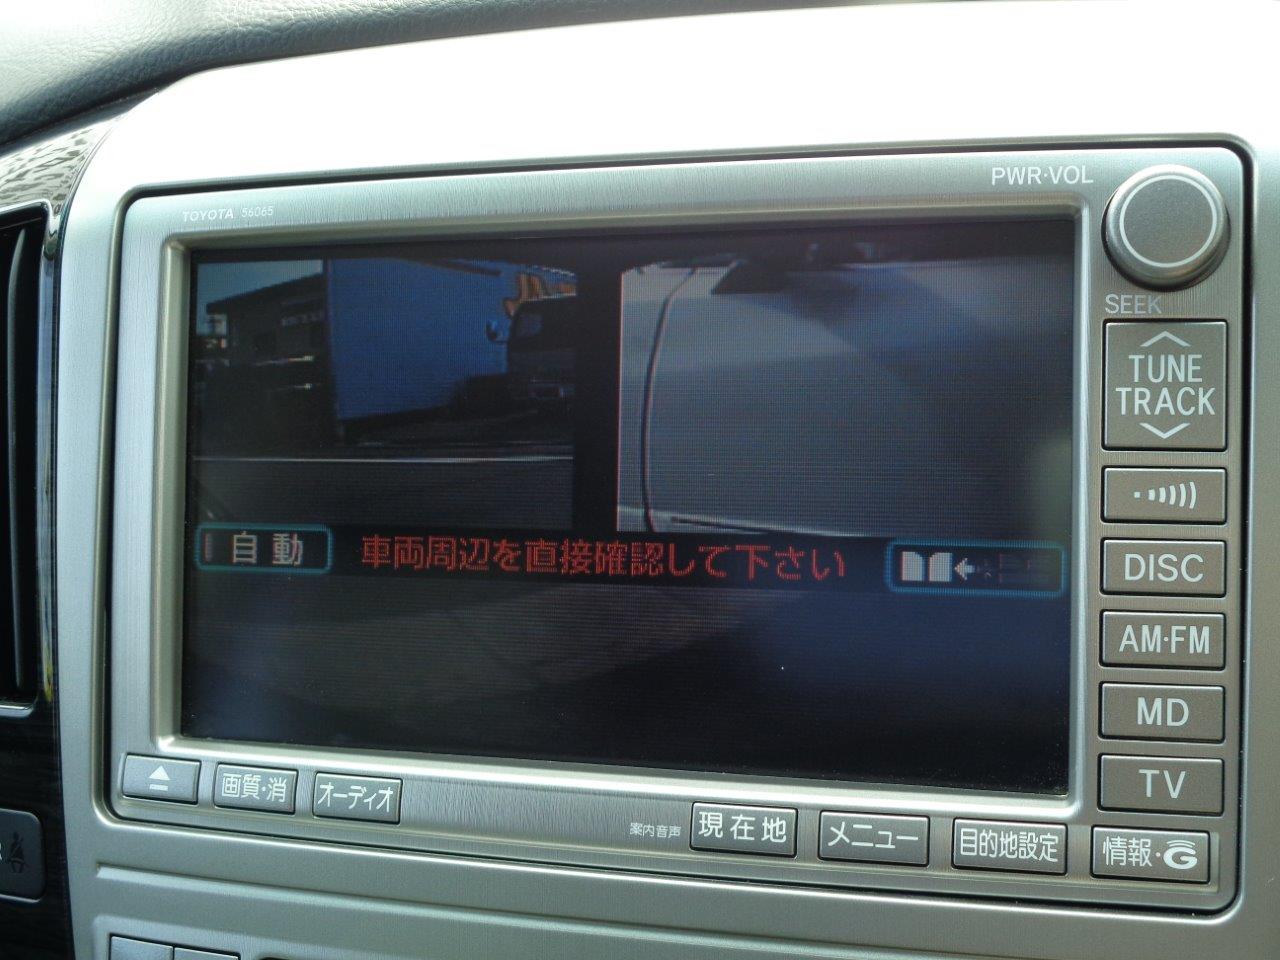 TOYOTA 56065
PWR·VOL
SEEK
TUNE
TRACK
DISC
AM·FM
MD
TV
自動
車両周辺を直接確認して下さい
画質·消
オーディオ
案内音声
現在地
メニュー
目的地設定
情報·G